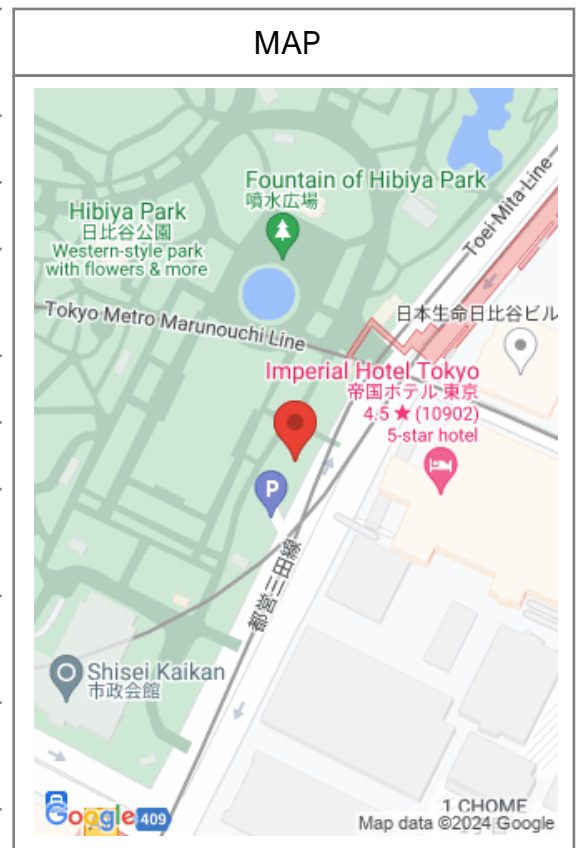 MAP
Fountain of Hibiya Park
噴水広場
Hibiya Park
日比谷公園
Western-style park
with flowers & more
Toei-Mita-Line
Tokyo Metro Marunouchi Line
日本生命日比谷ビル
Imperial Hotel Tokyo
帝国ホテル 東京
4.5 ★ (10902)
5-star hotel
P
都営三田線
Shisei Kaikan
市政会館
1 CHOME
Google
409
Map data ©2024 Google